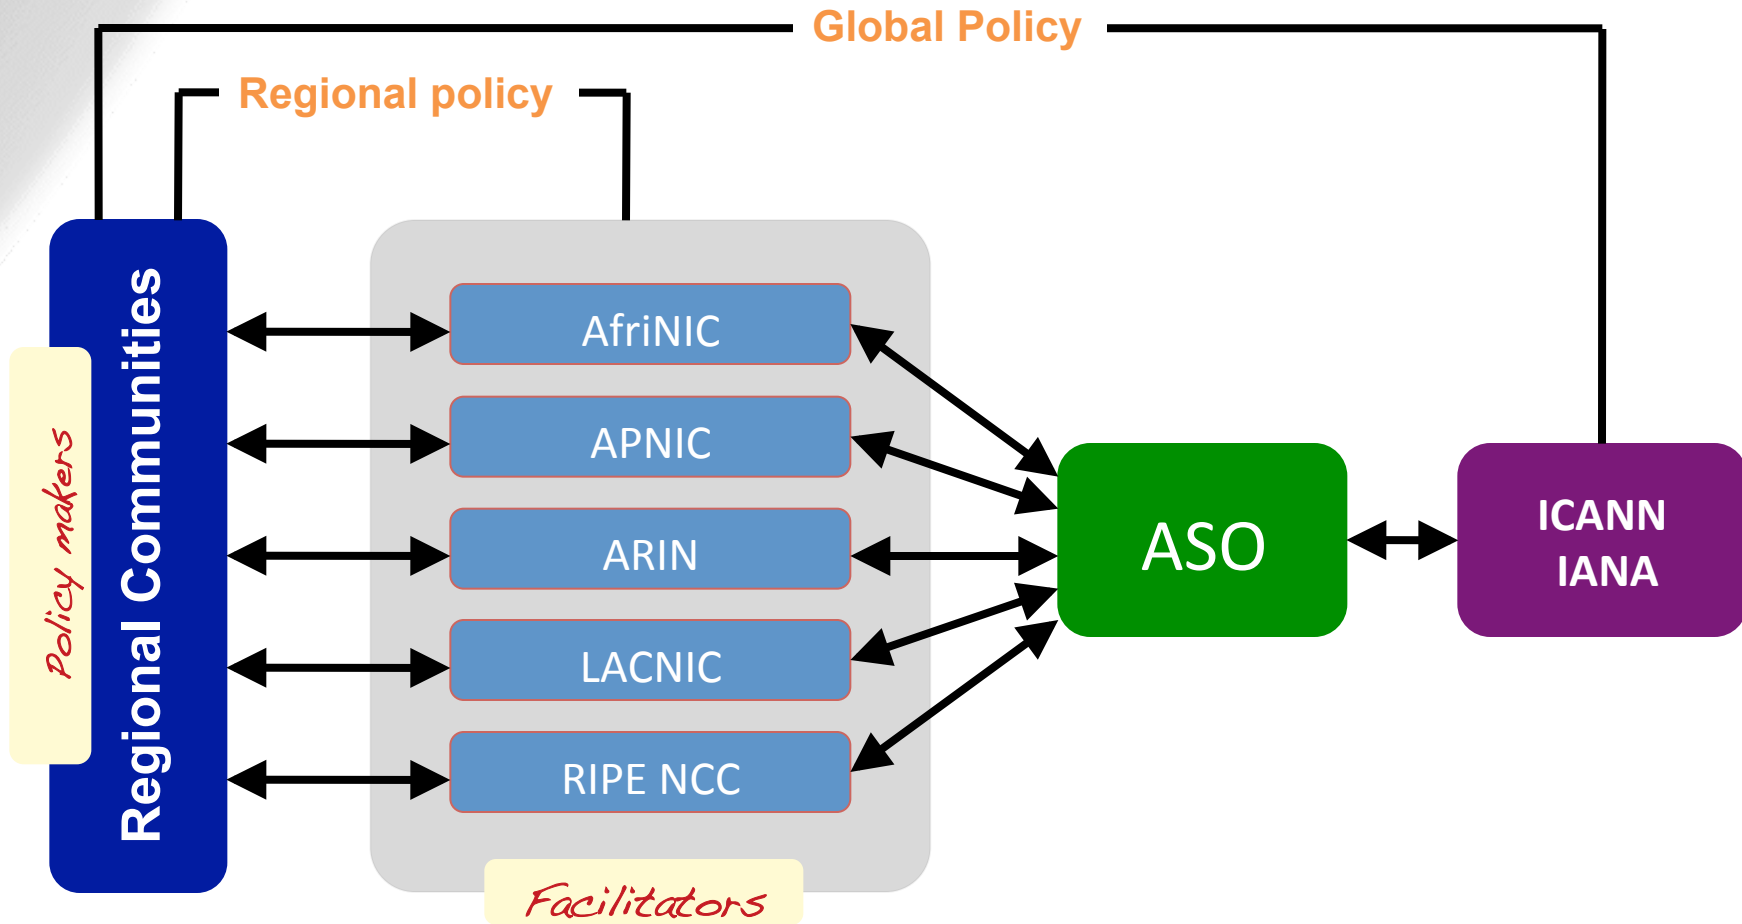 Global Policy
Regional policy
Policy makers
Regional Communities
AfriNIC
APNIC
ARIN
LACNIC
RIPE NCC
Facilitators
ASO
ICANN
IANA